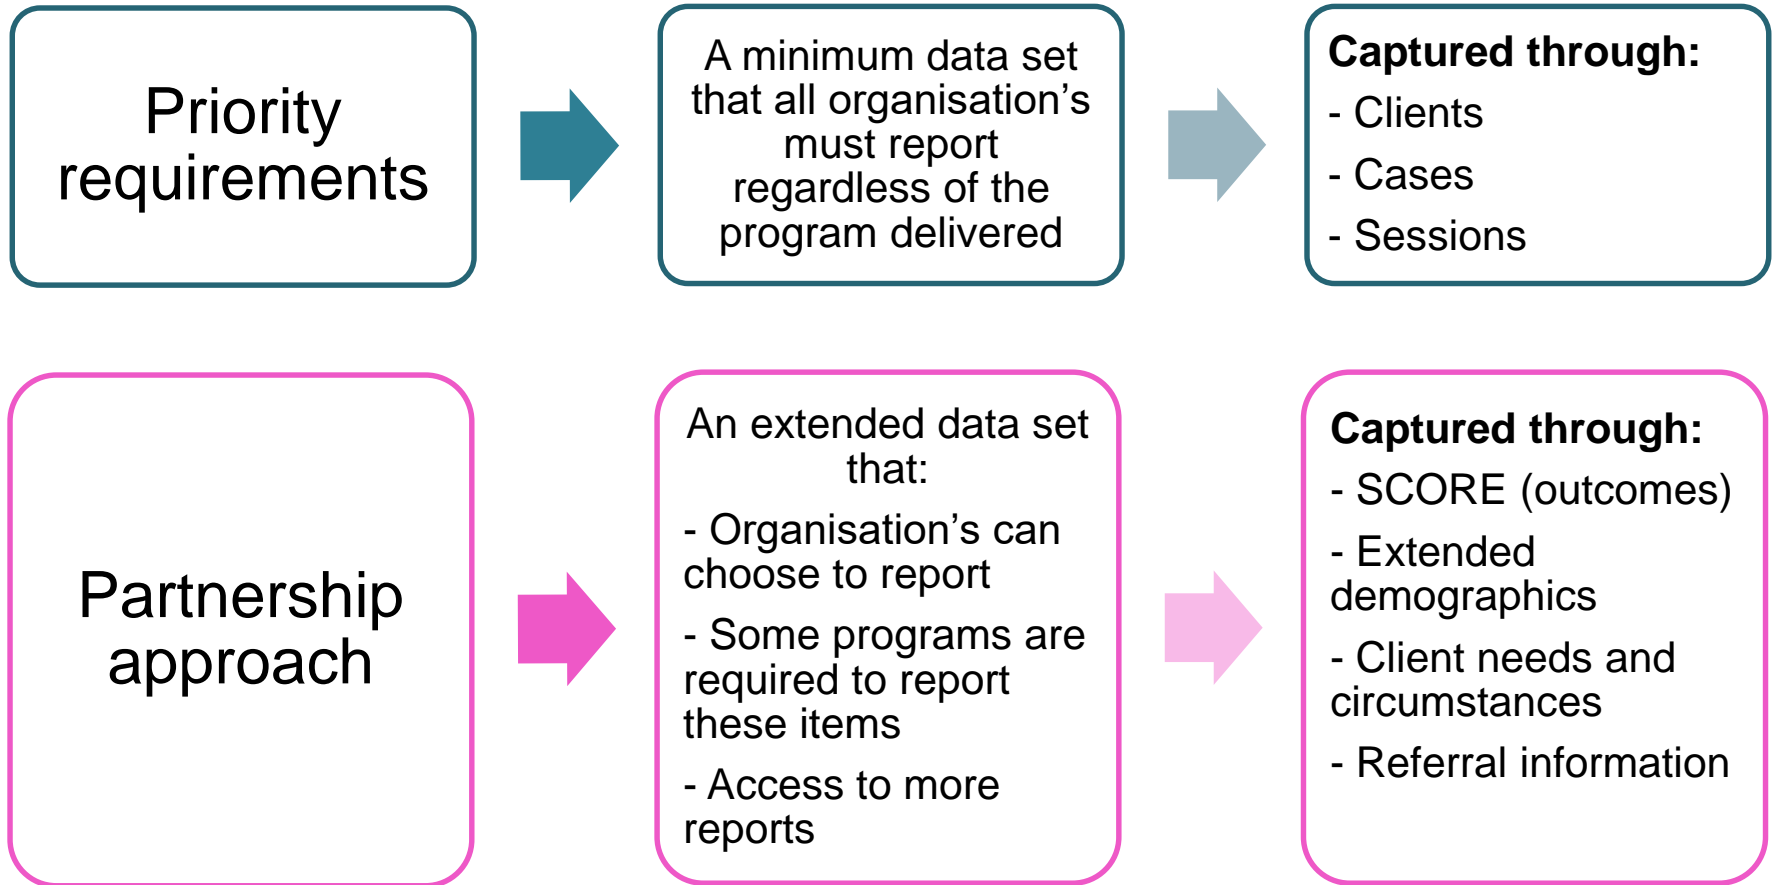 Priority
requirements
A minimum data set
that all organisation’s
must report
regardless of the
program delivered
Captured through:
- Clients
- Cases
- Sessions
Partnership
approach
An extended data set
that:
- Organisation’s can
choose to report
- Some programs are
required to report
these items
- Access to more
reports
Captured through:
- SCORE (outcomes)
- Extended
demographics
- Client needs and
circumstances
- Referral information